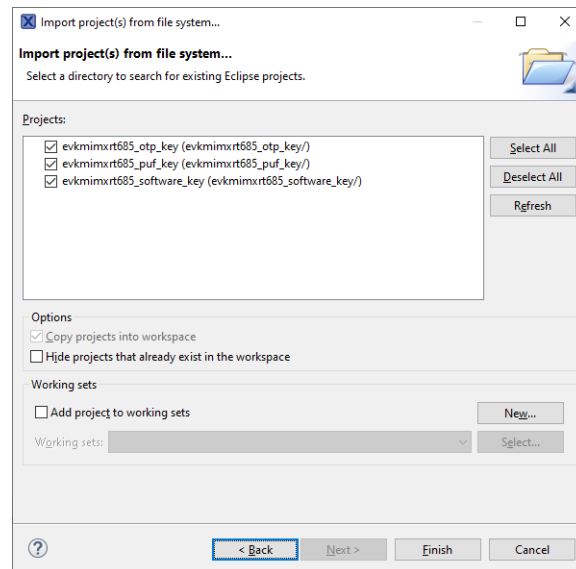 Import project(s) from file system...
Import project(s) from file system...
Select a directory to search for existing Eclipse projects.
Projects:
evkmimxrt685_otp_key (evkmimxrt685_otp_key/)
evkmimxrt685_puf_key (evkmimxrt685_puf_key/)
evkmimxrt685_software_key (evkmimxrt685_software_key/)
Select All
Deselect All
Refresh
Options
Copy projects into workspace
Hide projects that already exist in the workspace
Working sets
Add project to working sets
New...
Working sets:
Select...
?
< Back
Next >
Finish
Cancel